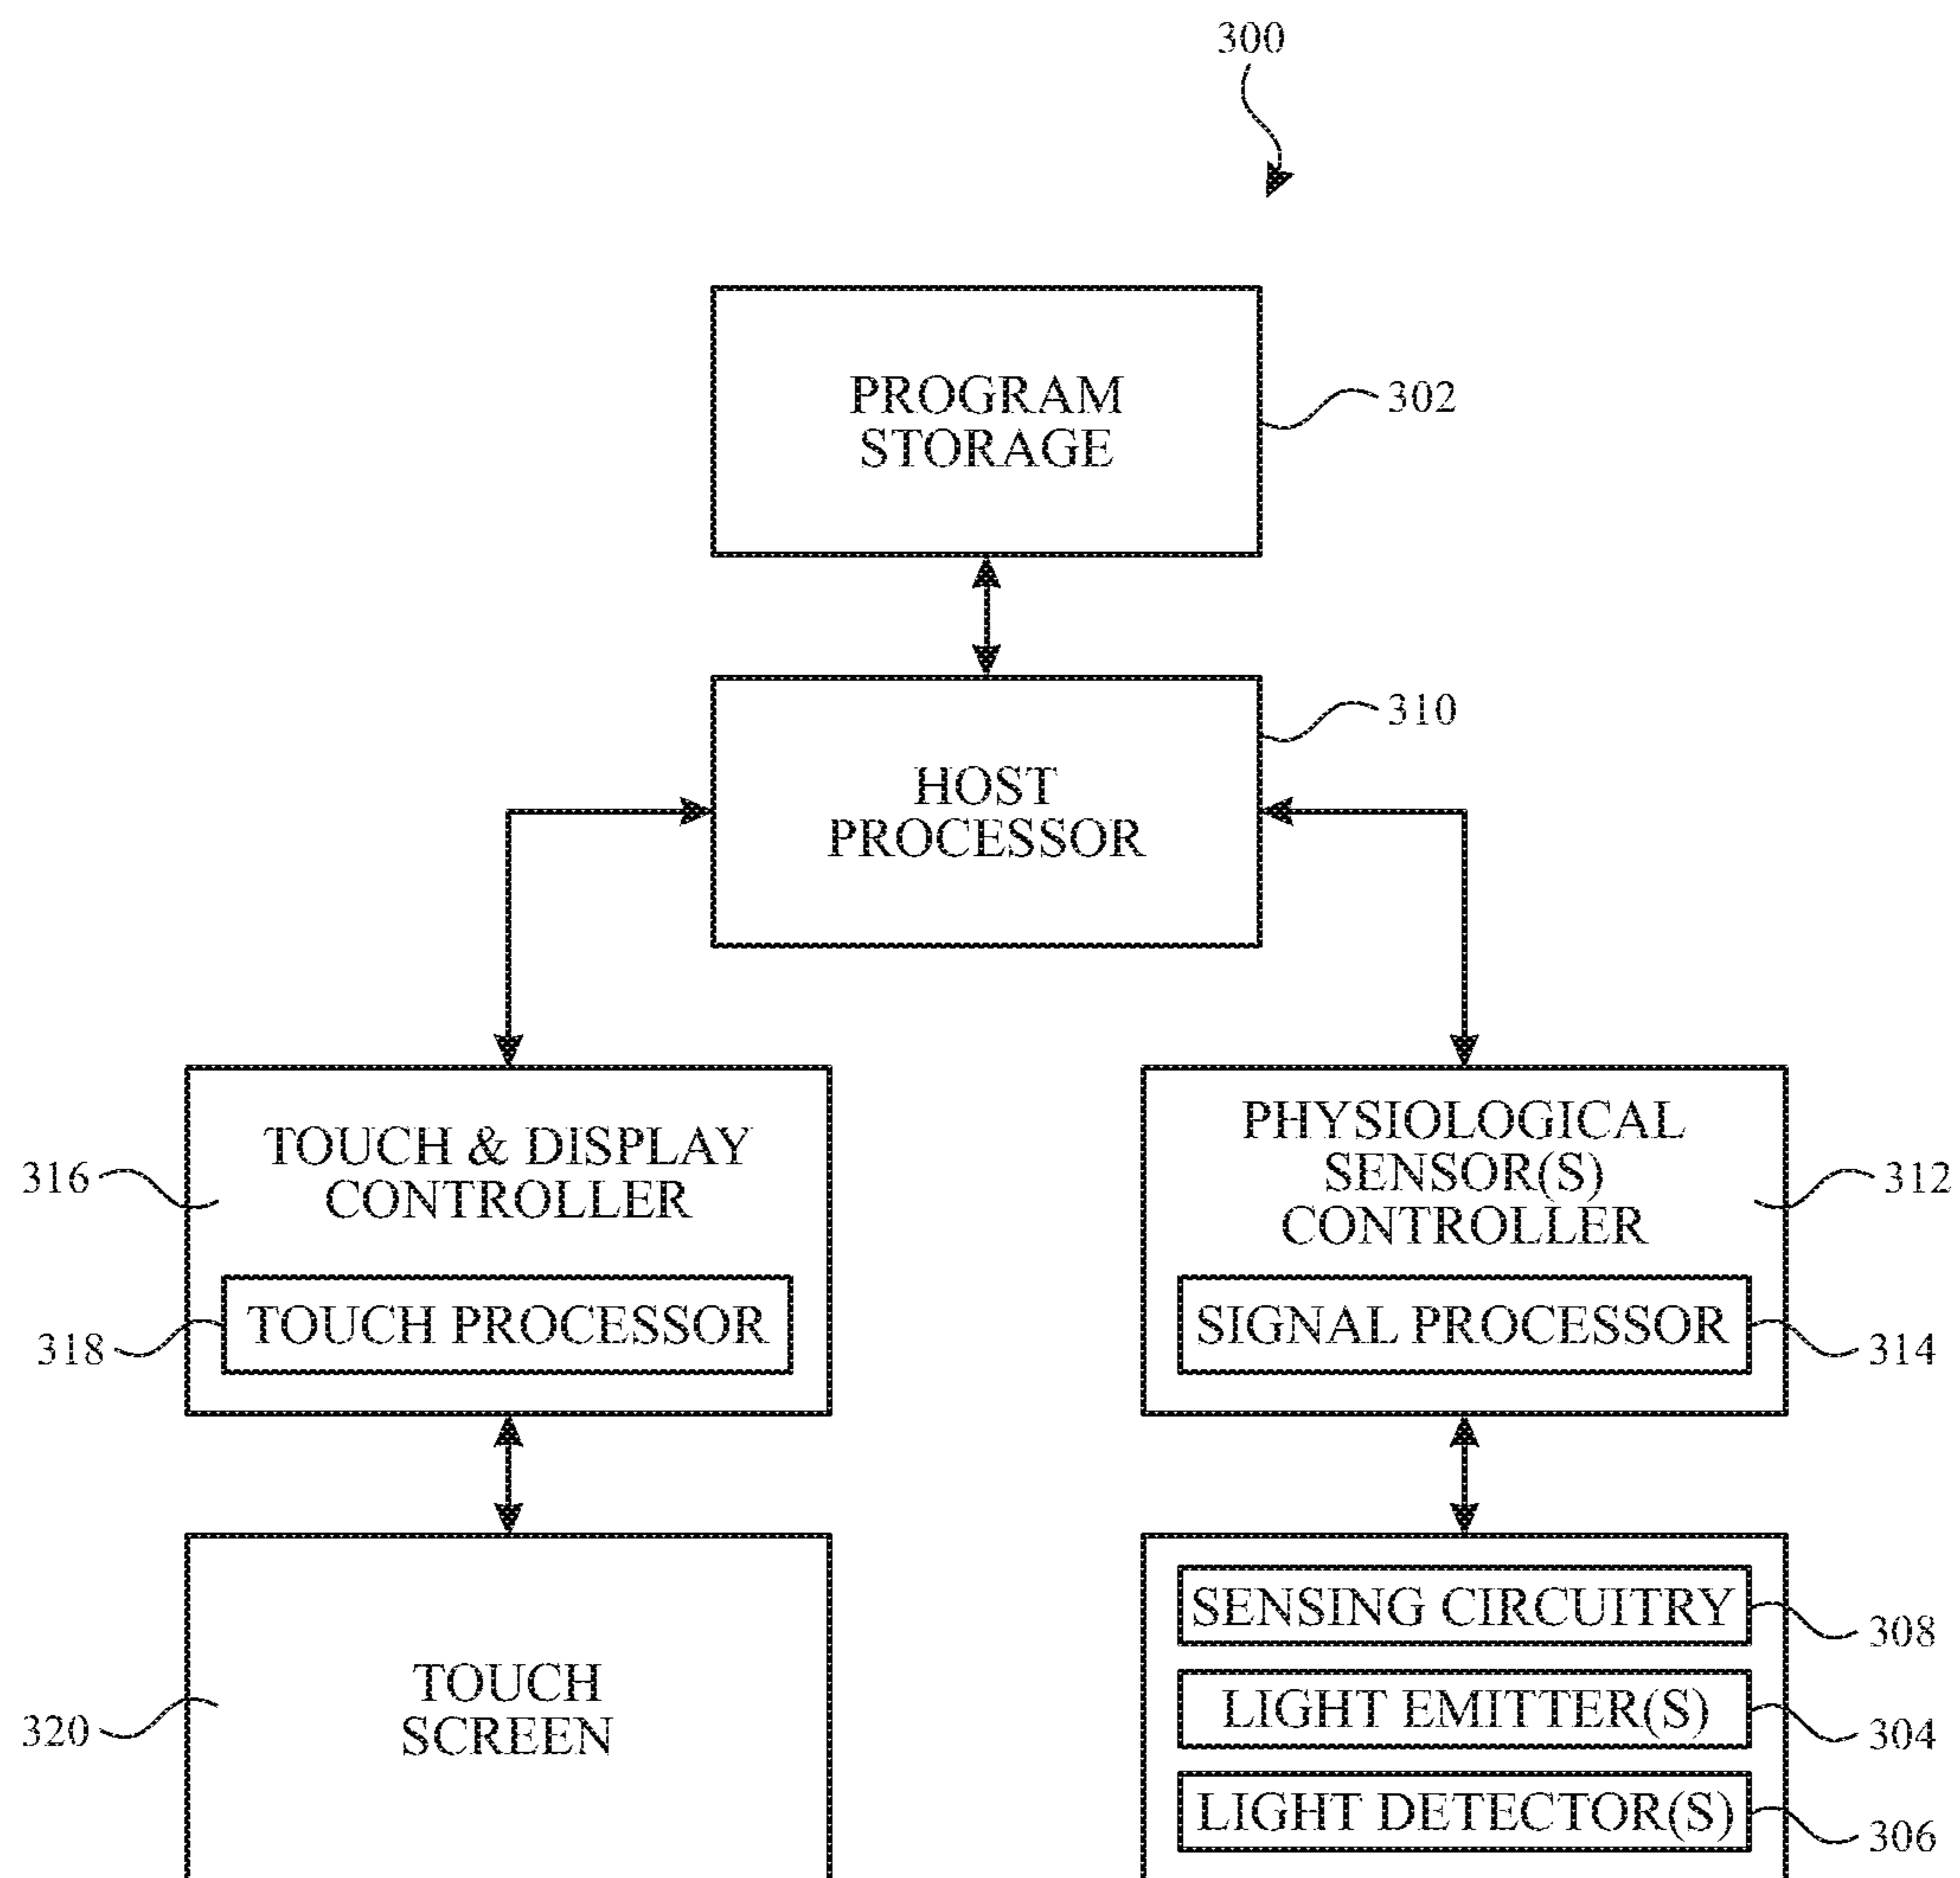 300
PROGRAM
STORAGE
302
HOST
PROCESSOR
310
TOUCH & DISPLAY
CONTROLLER
316
TOUCH PROCESSOR
318
PHYSIOLOGICAL
SENSOR(S)
CONTROLLER
312
SIGNAL PROCESSOR
314
TOUCH
SCREEN
320
SENSING CIRCUITRY
308
LIGHT EMITTER(S)
304
LIGHT DETECTOR(S)
306